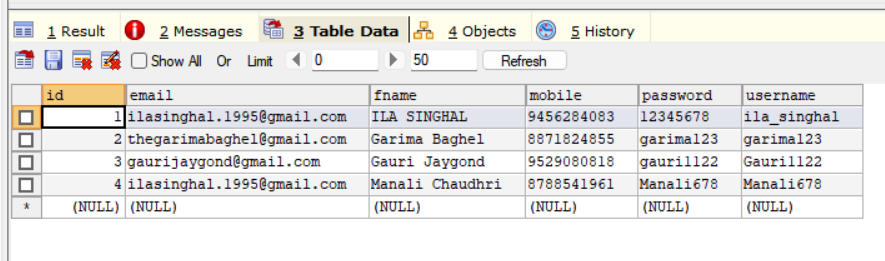 1 Result 2 Messages 3 Table Data 4 Objects 5 History
Show All Or Limit 0 50 Refresh
id email fname mobile password username
1 ilasinghal.1995@gmail.com ILA SINGHAL 9456284083 12345678 ila_singhal
2 thegarimabaghel@gmail.com Garima Baghel 8871824855 garima123 garima123
3 gaurijaygond@gmail.com Gauri Jaygond 9529080818 gauri1122 Gauri1122
4 ilasinghal.1995@gmail.com Manali Chaudhri 8788541961 Manali678 Manali678
* (NULL) (NULL) (NULL) (NULL) (NULL) (NULL)